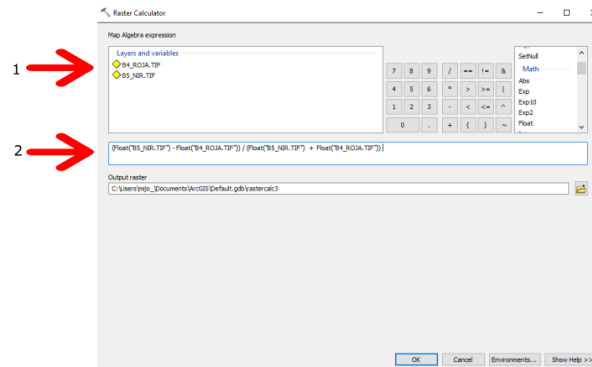 Raster Calculator
Map Algebra expression
Layers and variables
B4_ROJA.TIF
B5_NIR.TIF
1
2
7 8 9 / == != &
4 5 6 * > >= |
1 2 3 - < <= ^
0 . + ( ) ~
SetNull
Math
Abs
Exp
Exp10
Exp2
Float
(Float("B5_NIR.TIF") - Float("B4_ROJA.TIF")) / (Float("B5_NIR.TIF") + Float("B4_ROJA.TIF"))
Output raster
C:\Users\mjo_\Documents\ArcGIS\Default.gdb\rastercalc3
OK Cancel Environments... Show Help >>